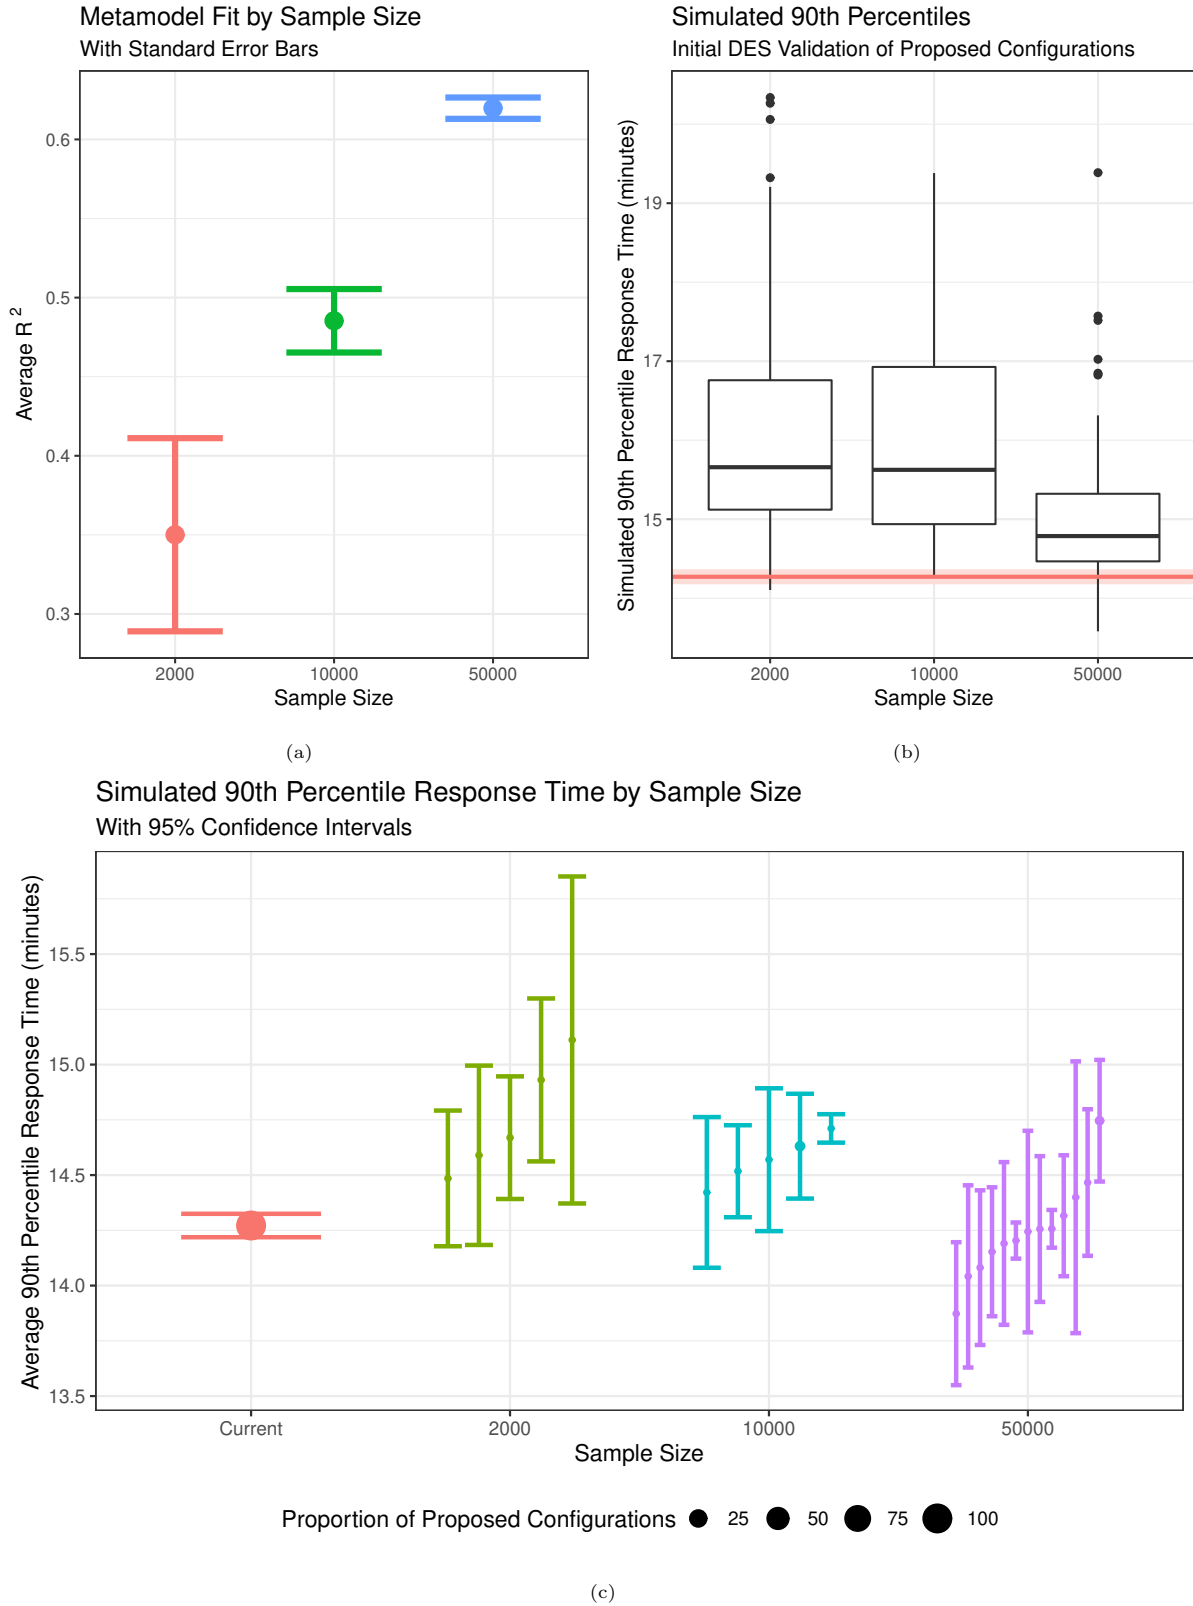 Metamodel Fit by Sample Size
With Standard Error Bars
Average R 2
0.6
0.5
0.4
0.3
2000
10000
50000
Sample Size
(a)
Simulated 90th Percentiles
Initial DES Validation of Proposed Configurations
Simulated 90th Percentile Response Time (minutes)
19
17
15
2000
10000
50000
Sample Size
(b)
Simulated 90th Percentile Response Time by Sample Size
With 95% Confidence Intervals
Average 90th Percentile Response Time (minutes)
15.5
15.0
14.5
14.0
13.5
Current
2000
10000
50000
Sample Size
Proportion of Proposed Configurations 25 50 75 100
(c)